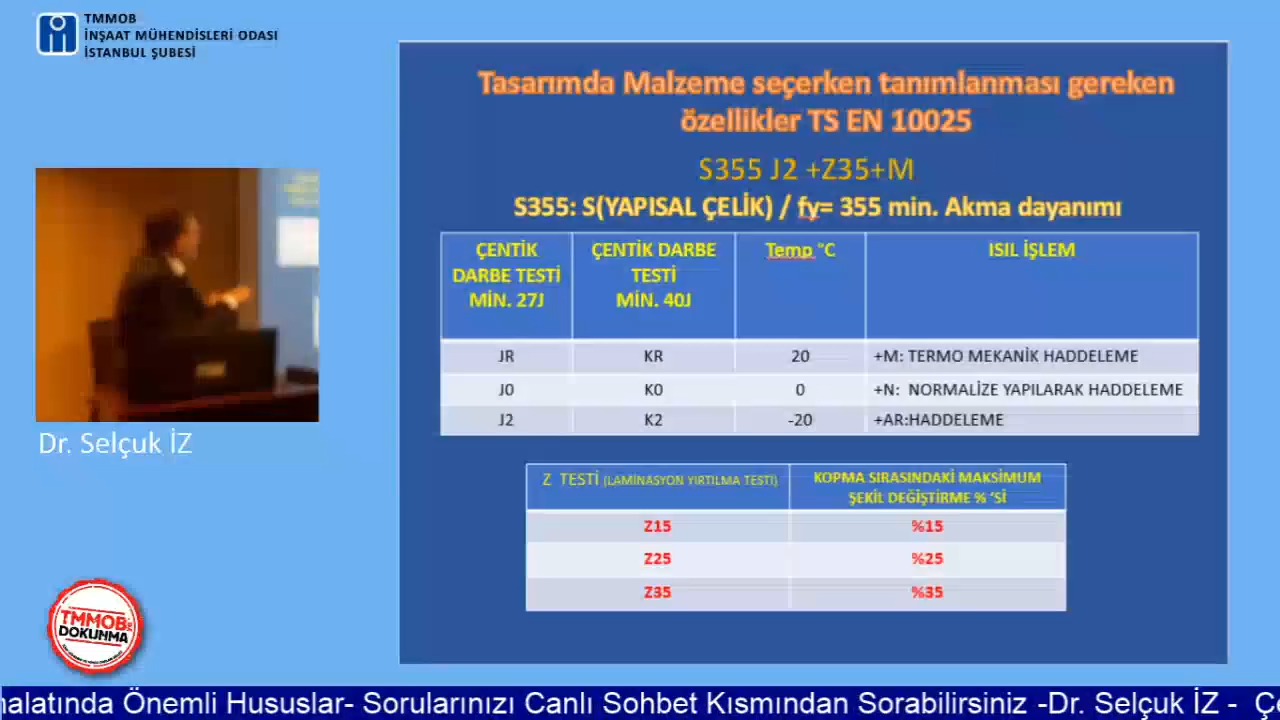 TMMOB
İNŞAAT MÜHENDİSLERİ ODASI
İSTANBUL ŞUBESİ
Tasarımda Malzeme seçerken tanımlanması gereken
özellikler TS EN 10025
S355 J2 +Z35+M
S355: S(YAPISAL ÇELİK) / fy= 355 min. Akma dayanımı
ÇENTİK DARBE TESTİ MİN. 27J	ÇENTİK DARBE TESTİ MİN. 40J	Temp °C	ISIL İŞLEM
JR	KR	20	+M: TERMO MEKANİK HADDELEME
J0	K0	0	+N: NORMALİZE YAPILARAK HADDELEME
J2	K2	-20	+AR:HADDELEME
Z TESTİ (LAMINASYON YIRTILMA TESTİ)	KOPMA SIRASINDAKİ MAKSİMUM ŞEKİL DEĞİŞTİRME % 'Sİ
Z15	%15
Z25	%25
Z35	%35
Dr. Selçuk İZ
TMMOB
DOKUNMA
nalatında Önemli Hususlar- Sorularınızı Canlı Sohbet Kısmından Sorabilirsiniz -Dr. Selçuk İZ - Çe